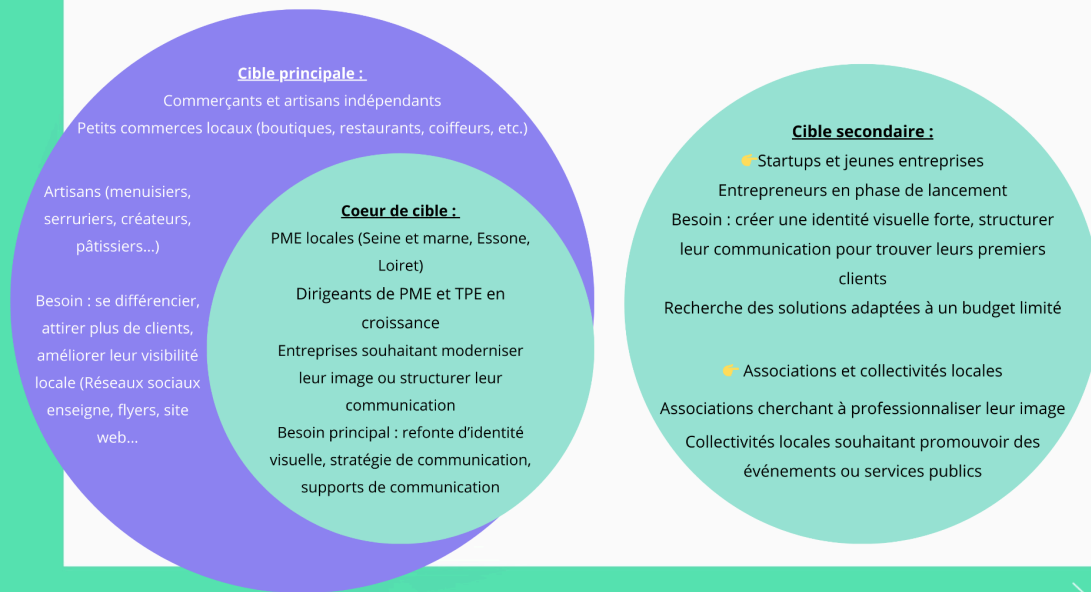 Cible principale :
Commerçants et artisans indépendants
Petits commerces locaux (boutiques, restaurants, coiffeurs, etc.)
Artisans (menuisiers,
serruriers, créateurs,
pâtissiers...)
Besoin : se différencier,
attirer plus de clients,
améliorer leur visibilité
locale (Réseaux sociaux
enseigne, flyers, site
web...
Coeur de cible :
PME locales (Seine et marne, Essone,
Loiret)
Dirigeants de PME et TPE en
croissance
Entreprises souhaitant moderniser
leur image ou structurer leur
communication
Besoin principal : refonte d'identité
visuelle, stratégie de communication,
supports de communication
Cible secondaire :
👉Startups et jeunes entreprises
Entrepreneurs en phase de lancement
Besoin : créer une identité visuelle forte, structurer
leur communication pour trouver leurs premiers
clients
Recherche des solutions adaptées à un budget limité
👉 Associations et collectivités locales
Associations cherchant à professionnaliser leur image
Collectivités locales souhaitant promouvoir des
événements ou services publics